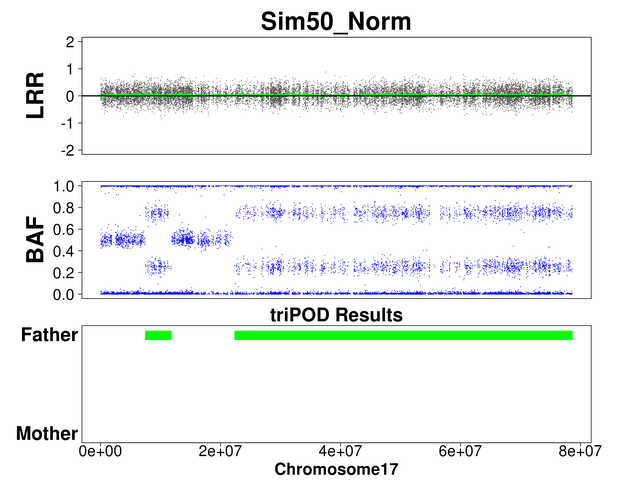 Sim50_Norm
LRR
2
1
0
-1
-2
BAF
1.0
0.8
0.6
0.4
0.2
0.0
triPOD Results
Father
Mother
0e+00 2e+07 4e+07 6e+07 8e+07
Chromosome17